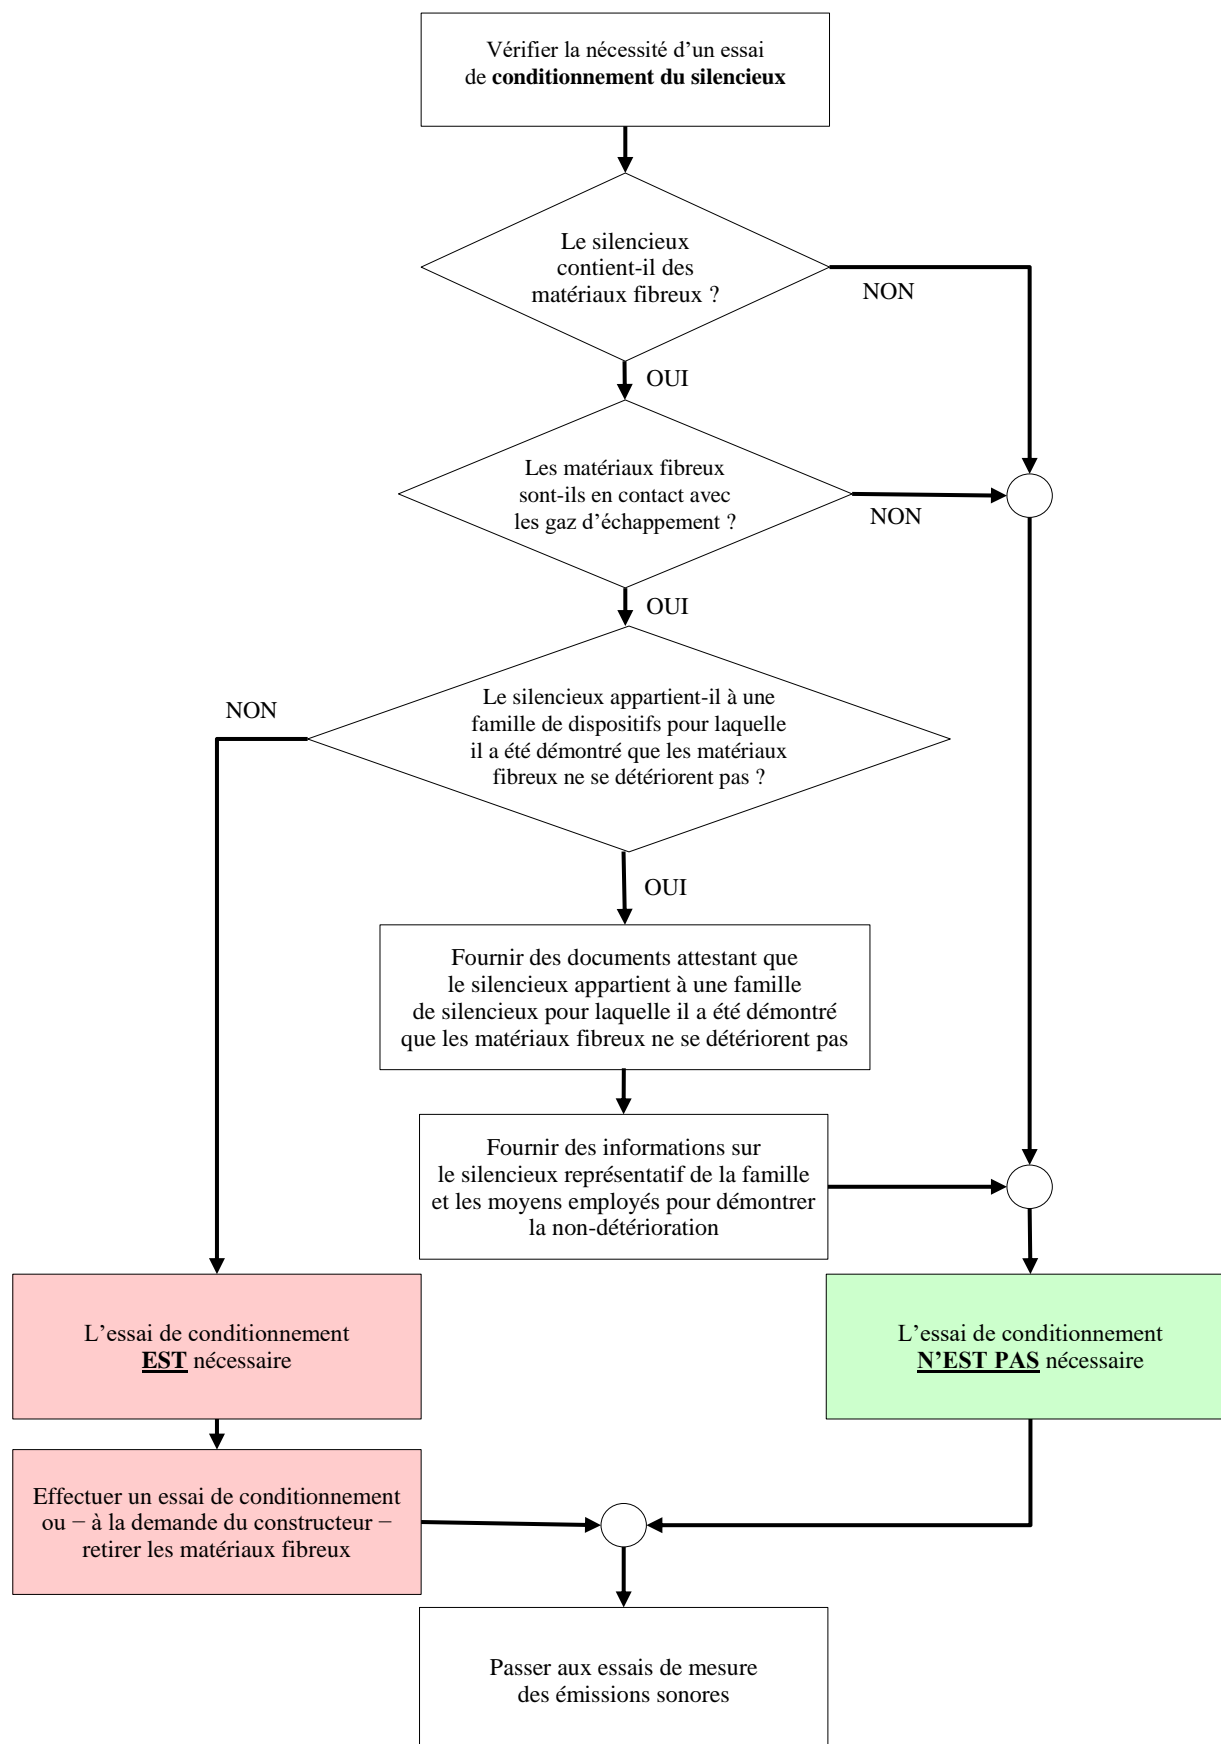 Vérifier la nécessité d’un essai
de conditionnement du silencieux
Le silencieux
contient-il des
matériaux fibreux ?
NON
OUI
Les matériaux fibreux
sont-ils en contact avec
les gaz d’échappement ?
NON
OUI
Le silencieux appartient-il à une
famille de dispositifs pour laquelle
il a été démontré que les matériaux
fibreux ne se détériorent pas ?
NON
OUI
Fournir des documents attestant que
le silencieux appartient à une famille
de silencieux pour laquelle il a été démontré
que les matériaux fibreux ne se détériorent pas
Fournir des informations sur
le silencieux représentatif de la famille
et les moyens employés pour démontrer
la non-détérioration
L’essai de conditionnement
EST nécessaire
L’essai de conditionnement
N’EST PAS nécessaire
Effectuer un essai de conditionnement
ou − à la demande du constructeur −
retirer les matériaux fibreux
Passer aux essais de mesure
des émissions sonores